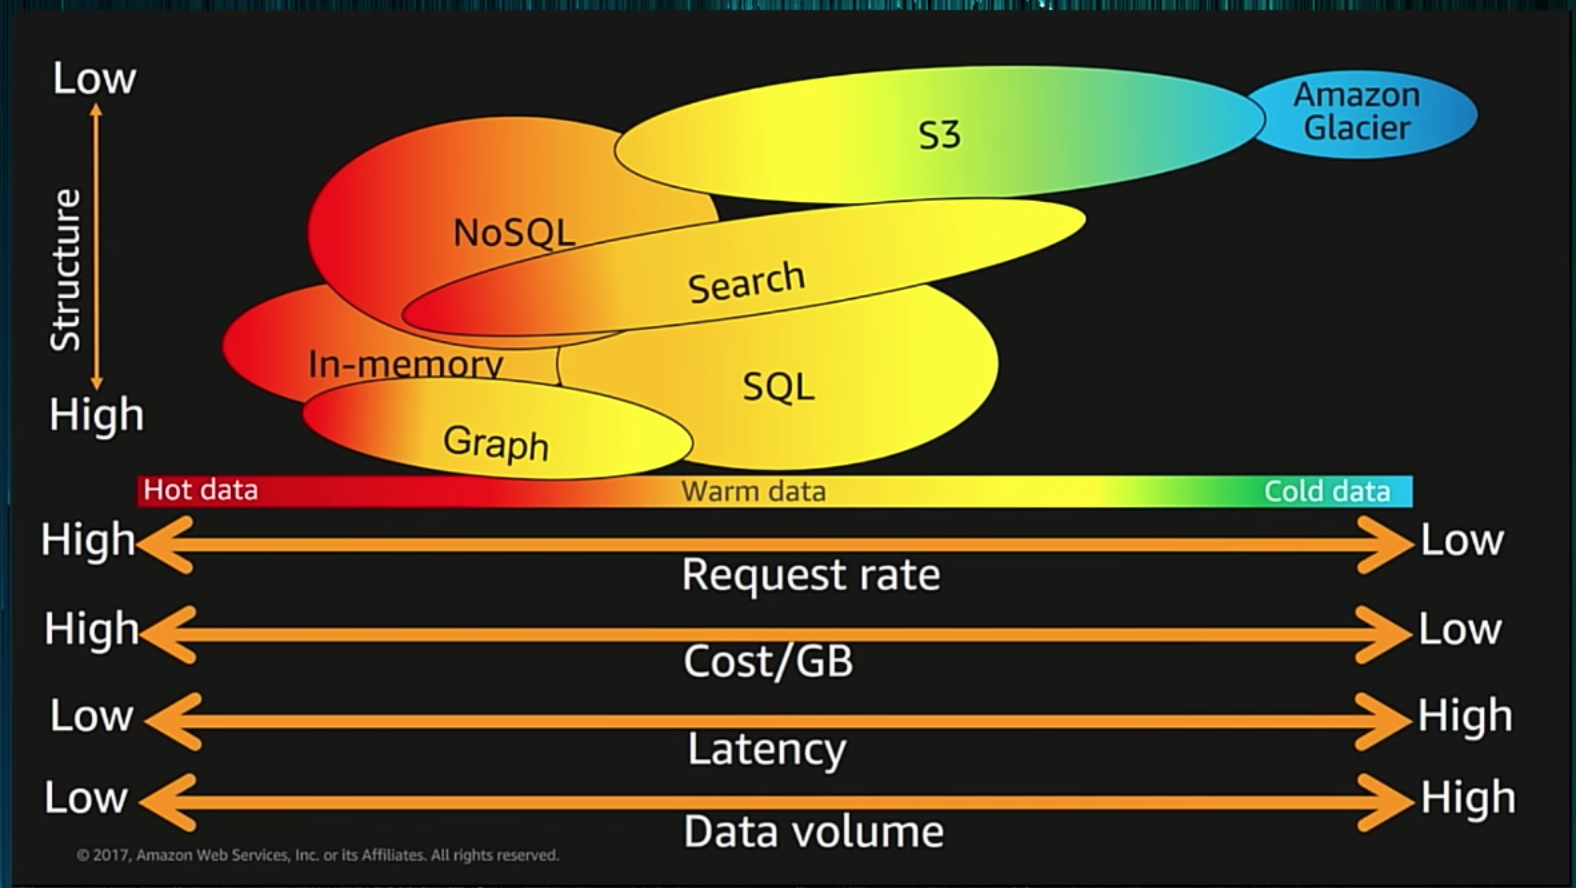 Low
Structure
High
S3
Amazon
Glacier
NoSQL
Search
In-memory
SQL
Graph
Hot data
Warm data
Cold data
High
Low
Request rate
High
Low
Cost/GB
Low
High
Latency
Low
High
Data volume
© 2017, Amazon Web Services, Inc. or its Affiliates. All rights reserved.